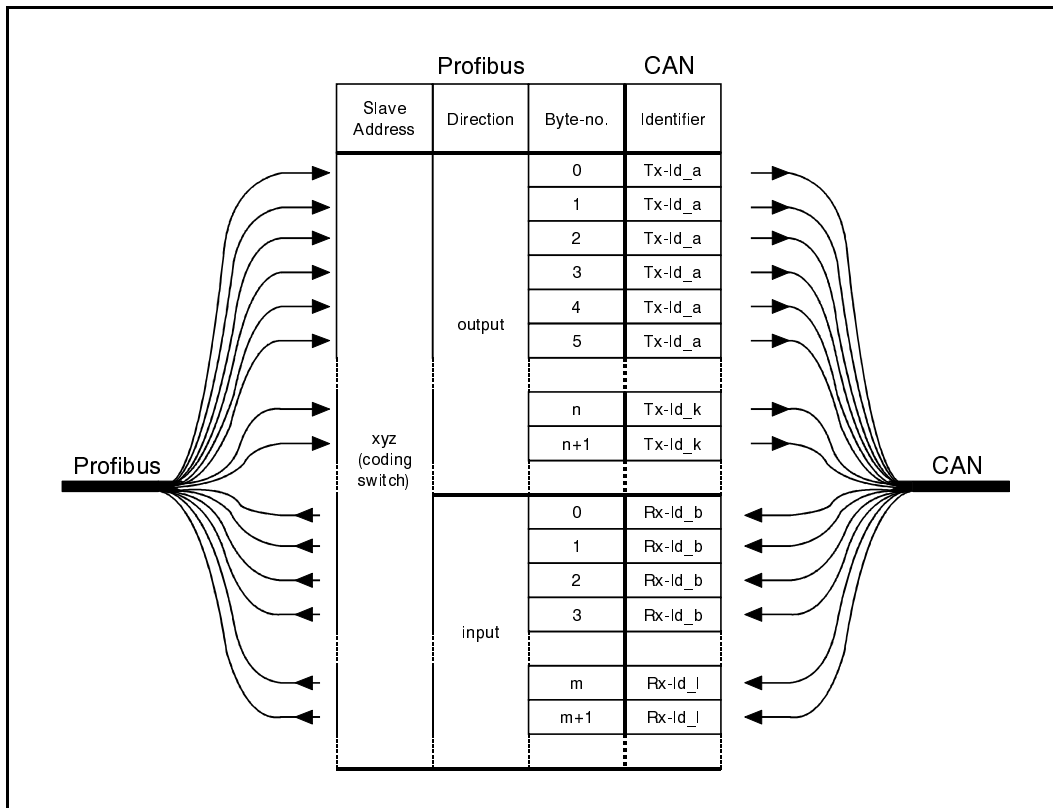 Profibus CAN
Slave Address Direction Byte-no. Identifier
0 Tx-Id_a
1 Tx-Id_a
2 Tx-Id_a
3 Tx-Id_a
4 Tx-Id_a
output
5 Tx-Id_a
n Tx-Id_k
xyz (coding switch)
n+1 Tx-Id_k
Profibus
CAN
0 Rx-Id_b
1 Rx-Id_b
2 Rx-Id_b
3 Rx-Id_b
input
m Rx-Id_l
m+1 Rx-Id_l